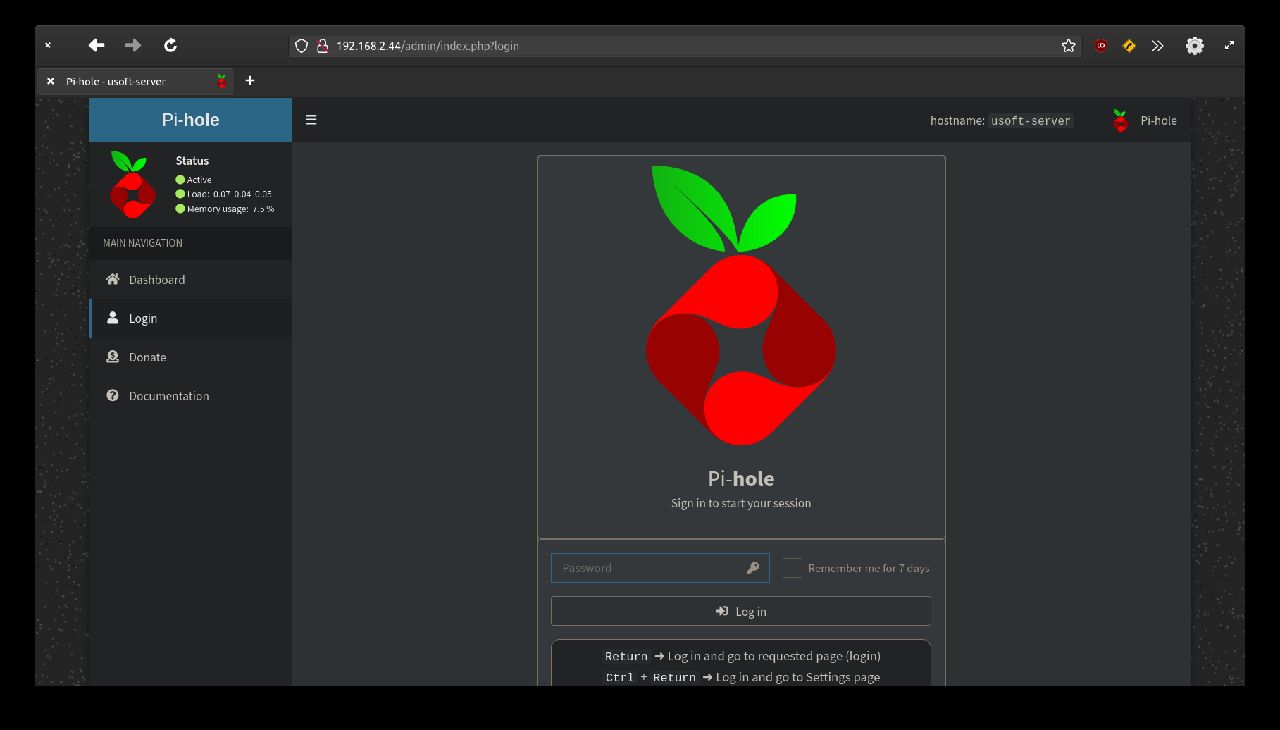 192.168.2.44/admin/index.php?login
Pi-hole - usoft-server
Pi-hole
hostname: usoft-server
Pi-hole
Status
Active
Load: 0.07 0.04 0.05
Memory usage: 7.5 %
MAIN NAVIGATION
Dashboard
Login
Donate
Documentation
Pi-hole
Sign in to start your session
Password
Remember me for 7 days
Log in
Return ➜ Log in and go to requested page (login)
Ctrl + Return ➜ Log in and go to Settings page